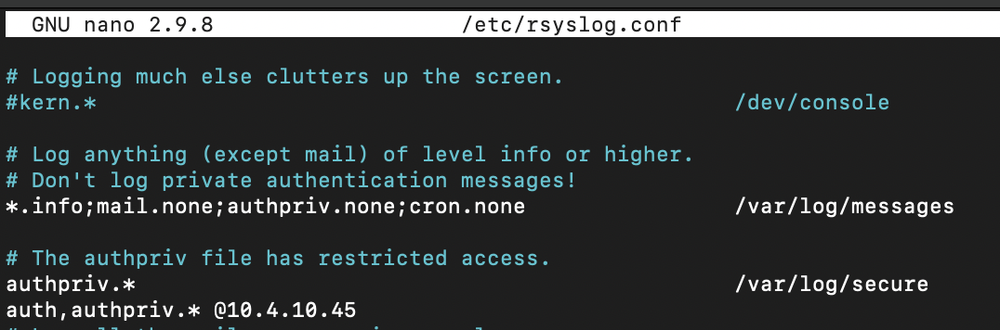 GNU nano 2.9.8 /etc/rsyslog.conf
# Logging much else clutters up the screen.
#kern.* /dev/console
# Log anything (except mail) of level info or higher.
# Don't log private authentication messages!
*.info;mail.none;authpriv.none;cron.none /var/log/messages
# The authpriv file has restricted access.
authpriv.* /var/log/secure
auth,authpriv.* @10.4.10.45